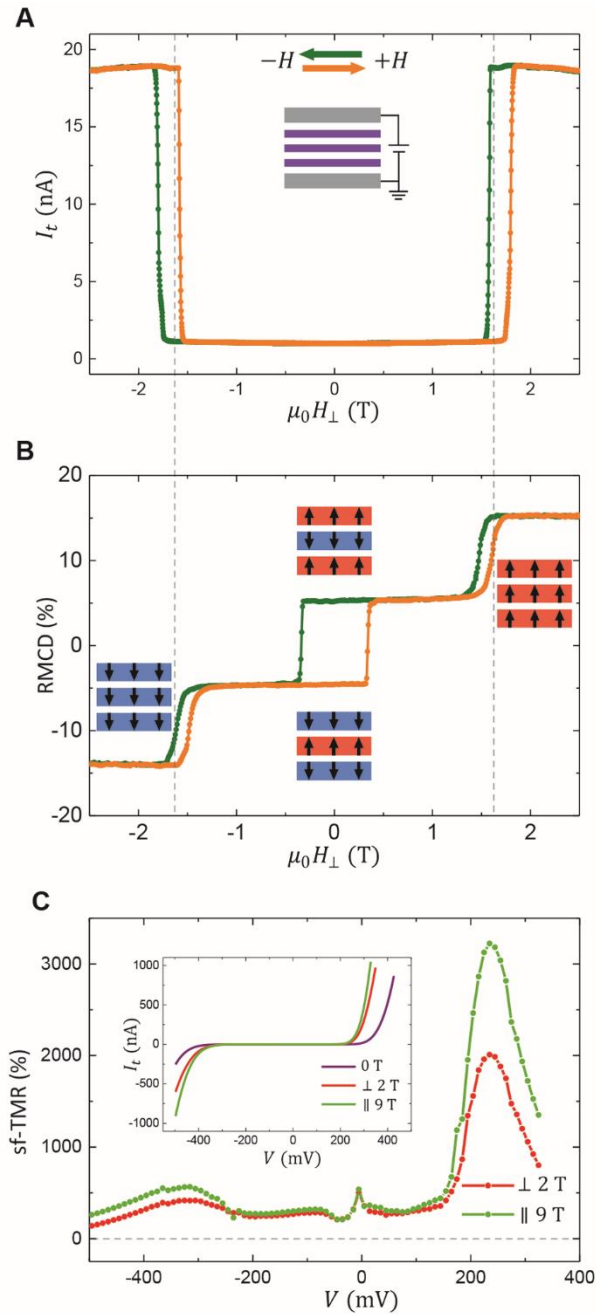 A
20
15
10
5
0
I_t (nA)
−H
+H
-2
-1
0
1
2
μ₀H⊥ (T)
B
20
10
0
-10
-20
RMCD (%)
-2
-1
0
1
2
μ₀H⊥ (T)
C
3000
2000
1000
0
sf-TMR (%)
1000
500
0
-500
-1000
I_t (nA)
0 T
⊥ 2 T
∥ 9 T
-400
-200
0
200
400
V (mV)
⊥ 2 T
∥ 9 T
-400
-200
0
200
400
V (mV)